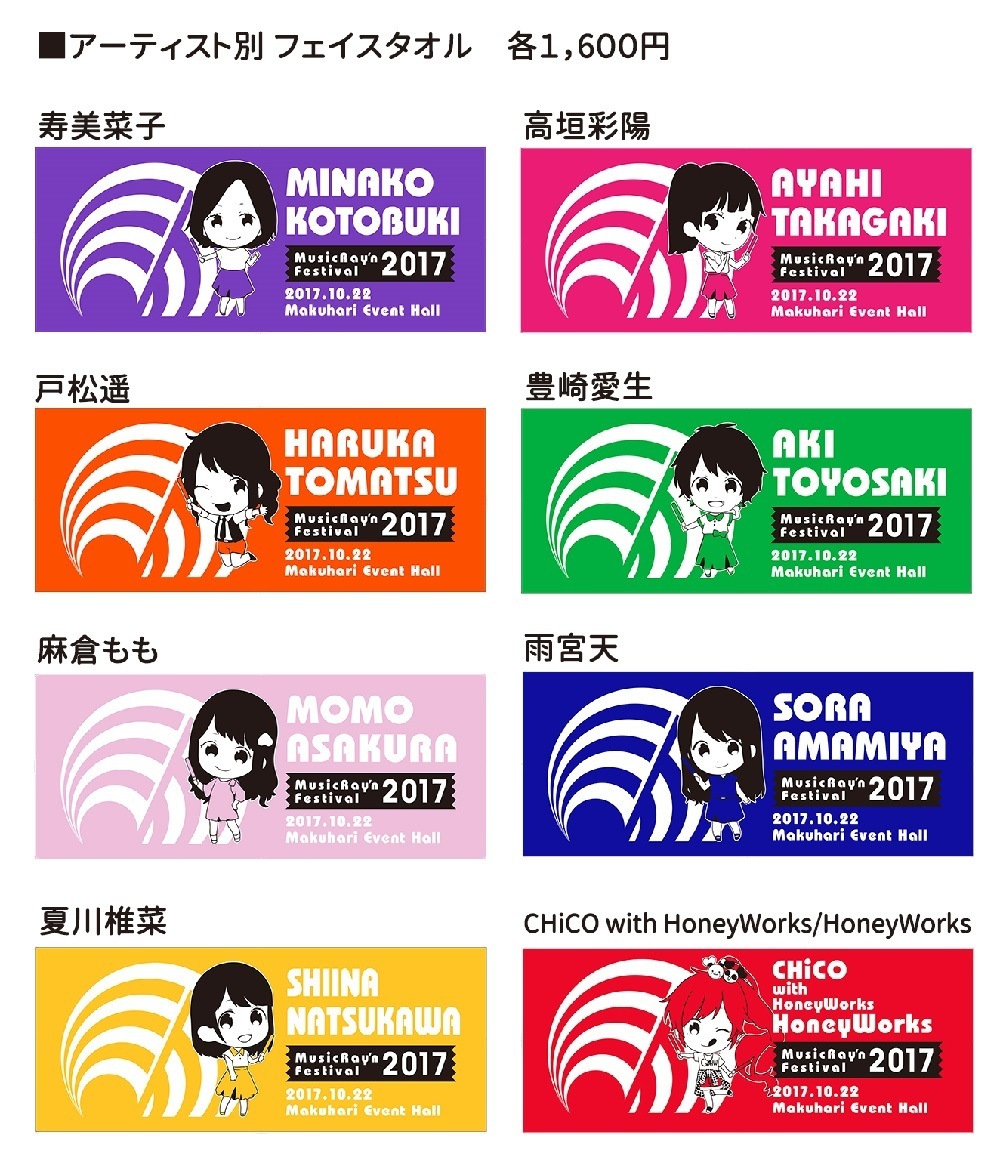 ■アーティスト別 フェイスタオル　各1,600円
寿美菜子
MINAKO
KOTOBUKI
MusicRay'n
Festival 2017
2017.10.22
Makuhari Event Hall
高垣彩陽
AYAHI
TAKAGAKI
MusicRay'n
Festival 2017
2017.10.22
Makuhari Event Hall
戸松遥
HARUKA
TOMATSU
MusicRay'n
Festival 2017
2017.10.22
Makuhari Event Hall
豊崎愛生
AKI
TOYOSAKI
MusicRay'n
Festival 2017
2017.10.22
Makuhari Event Hall
麻倉もも
MOMO
ASAKURA
MusicRay'n
Festival 2017
2017.10.22
Makuhari Event Hall
雨宮天
SORA
AMAMIYA
MusicRay'n
Festival 2017
2017.10.22
Makuhari Event Hall
夏川椎菜
SHIINA
NATSUKAWA
MusicRay'n
Festival 2017
2017.10.22
Makuhari Event Hall
CHiCO with HoneyWorks/HoneyWorks
CHiCO
with
HoneyWorks
HoneyWorks
MusicRay'n
Festival 2017
2017.10.22
Makuhari Event Hall